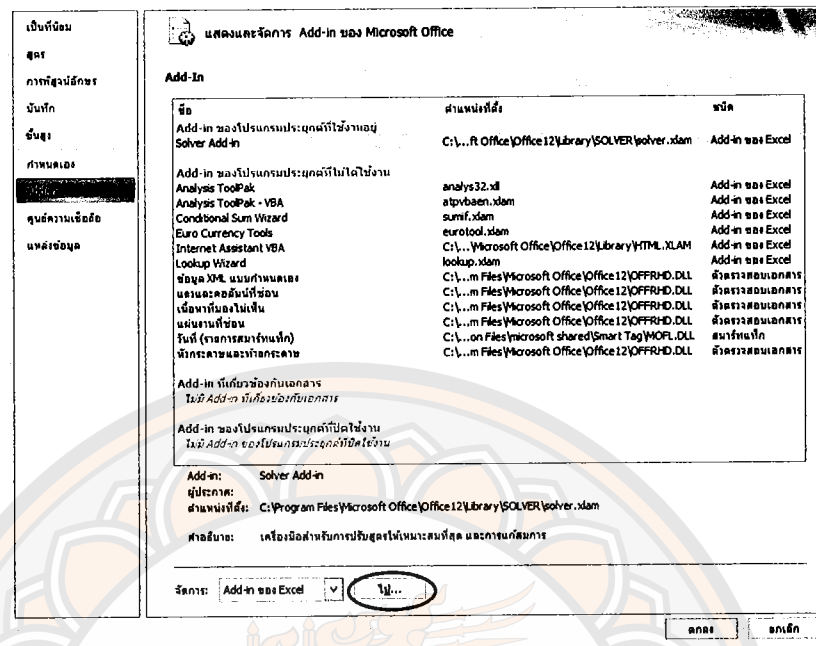 เป็นที่นิยม
สูตร
การพิสูจน์อักษร
บันทึก
ขั้นสูง
กำหนดเอง
ศูนย์ความเชื่อถือ
แหล่งข้อมูล
แสดงและจัดการ Add-in ของ Microsoft Office
Add-In
ชื่อ ตำแหน่งที่ตั้ง ชนิด
Add-in ของโปรแกรมประยุกต์ที่ใช้งานอยู่
Solver Add-in C:\...ft Office\Office12\Library\SOLVER\solver.xlam Add-in ของ Excel
Add-in ของโปรแกรมประยุกต์ที่ไม่ได้ใช้งาน
Analysis ToolPak analys32.xll Add-in ของ Excel
Analysis ToolPak - VBA atpvbaen.xlam Add-in ของ Excel
Conditional Sum Wizard sumif.xlam Add-in ของ Excel
Euro Currency Tools eurotool.xlam Add-in ของ Excel
Internet Assistant VBA C:\...\Microsoft Office\Office12\Library\HTML.XLAM Add-in ของ Excel
Lookup Wizard lookup.xlam Add-in ของ Excel
ข้อมูล XML แบบกำหนดเอง C:\...m Files\Microsoft Office\Office12\OFFRHD.DLL ตัวตรวจสอบเอกสาร
แถวและคอลัมน์ที่ซ่อน C:\...m Files\Microsoft Office\Office12\OFFRHD.DLL ตัวตรวจสอบเอกสาร
เนื้อหาที่มองไม่เห็น C:\...m Files\Microsoft Office\Office12\OFFRHD.DLL ตัวตรวจสอบเอกสาร
แผ่นงานที่ซ่อน C:\...m Files\Microsoft Office\Office12\OFFRHD.DLL ตัวตรวจสอบเอกสาร
วันที่ (รายการสมาร์ทแท็ก) C:\...on Files\microsoft shared\Smart Tag\MOFL.DLL สมาร์ทแท็ก
หัวกระดาษและท้ายกระดาษ C:\...m Files\Microsoft Office\Office12\OFFRHD.DLL ตัวตรวจสอบเอกสาร
Add-in ที่เกี่ยวข้องกับเอกสาร
ไม่มี Add-in ที่เกี่ยวข้องกับเอกสาร
Add-in ของโปรแกรมประยุกต์ที่ปิดใช้งาน
ไม่มี Add-in ของโปรแกรมประยุกต์ที่ปิดใช้งาน
Add-in: Solver Add-in
ผู้ประกาศ:
ตำแหน่งที่ตั้ง: C:\Program Files\Microsoft Office\Office12\Library\SOLVER\solver.xlam
คำอธิบาย: เครื่องมือสำหรับการปรับสูตรให้เหมาะสมที่สุด และการแก้สมการ
จัดการ: Add-in ของ Excel ไป...
ตกลง ยกเลิก